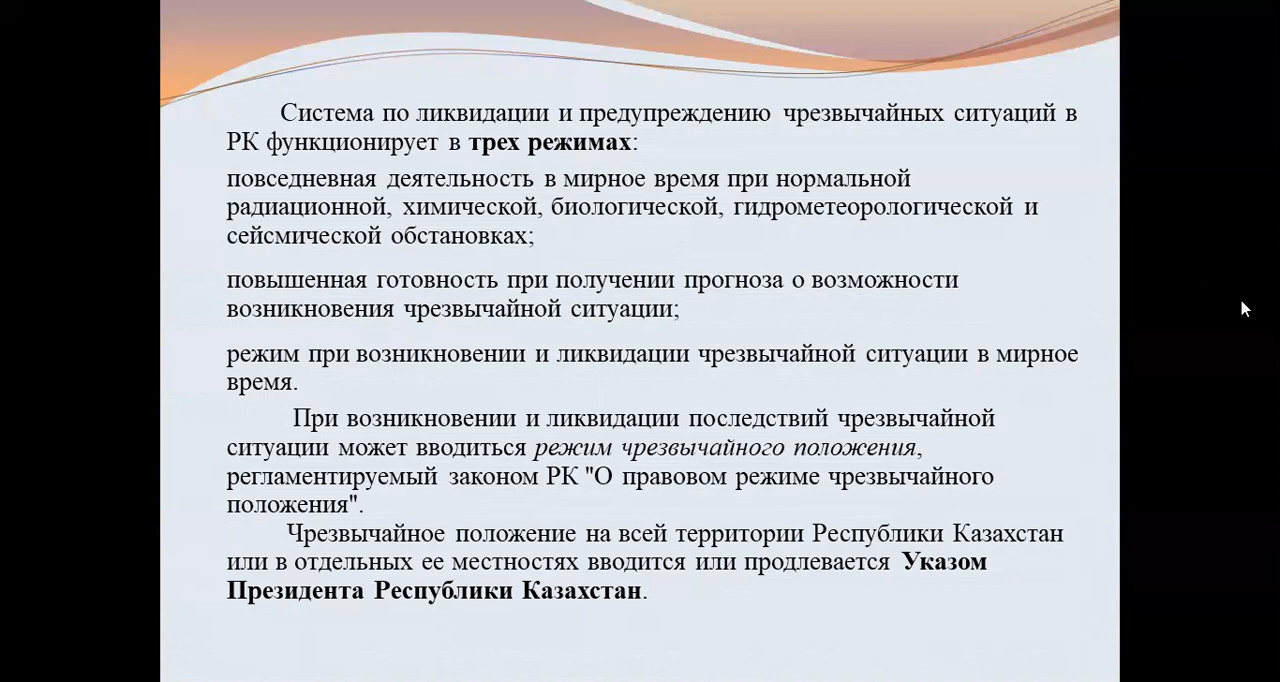 Система по ликвидации и предупреждению чрезвычайных ситуаций в
РК функционирует в трех режимах:
повседневная деятельность в мирное время при нормальной
радиационной, химической, биологической, гидрометеорологической и
сейсмической обстановках;
повышенная готовность при получении прогноза о возможности
возникновения чрезвычайной ситуации;
режим при возникновении и ликвидации чрезвычайной ситуации в мирное
время.
При возникновении и ликвидации последствий чрезвычайной
ситуации может вводиться режим чрезвычайного положения,
регламентируемый законом РК "О правовом режиме чрезвычайного
положения".
Чрезвычайное положение на всей территории Республики Казахстан
или в отдельных ее местностях вводится или продлевается Указом
Президента Республики Казахстан.